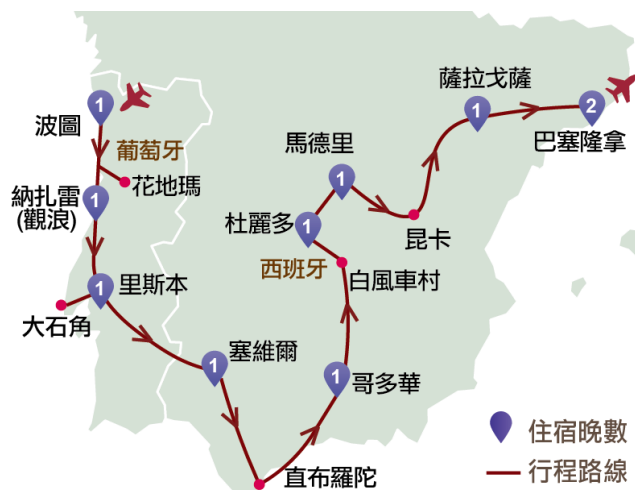 1
波圖
葡萄牙
花地瑪
納扎雷
(觀浪)
1
里斯本
1
大石角
塞維爾
1
直布羅陀
哥多華
1
白風車村
西班牙
杜麗多
1
馬德里
1
昆卡
薩拉戈薩
1
2
巴塞隆拿
住宿晚數
行程路線